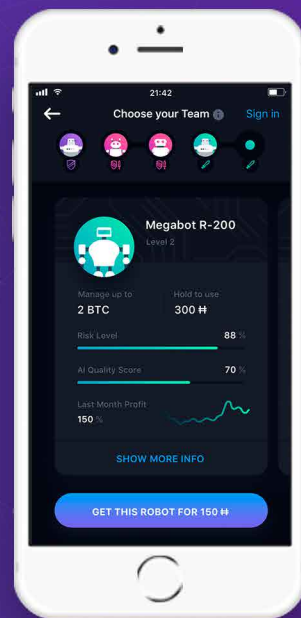 21:42
Choose your Team
Sign in
Megabot R-200
Level 2
Manage up to
Hold to use
2 BTC
300 ⵌ
Risk Level
88 %
AI Quality Score
70 %
Last Month Profit
150 %
SHOW MORE INFO
GET THIS ROBOT FOR 150 ⵌ